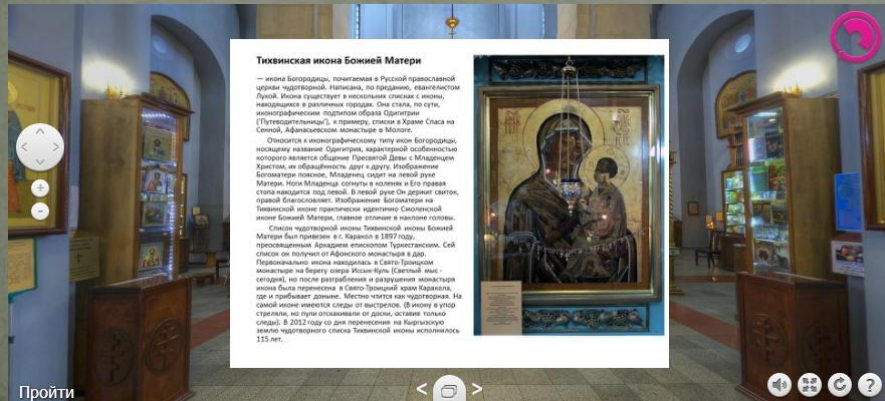 Тихвинская икона Божией Матери
— икона Богородицы, почитаемая в Русской православной
церкви чудотворной. Написана, по преданию, евангелистом
Лукой. Икона существует в нескольких списках с иконы,
находящихся в различных городах. Она стала, по сути,
иконографическим подтипом образа Одигитрии
('Путеводительницы'), к примеру, списки в Храме Спаса на
Сенной, Афанасьевском монастыре в Мологе.
Относится к иконографическому типу икон Богородицы,
носящему название Одигитрия, характерной особенностью
которого является общение Пресвятой Девы с Младенцем
Христом, их обращённость друг к другу. Изображение
Богоматери поясное, Младенец сидит на левой руке
Матери. Ноги Младенца согнуты в коленях и Его правая
стопа находится под левой. В левой руке Он держит свиток,
правой благословляет. Изображение Богоматери на
Тихвинской иконе практически идентично Смоленской
иконе Божией Матери, главное отличие в наклоне головы.
Список чудотворной иконы Тихвинской иконы Божией
Матери был привезен в г. Каракол в 1897 году,
преосвященным Аркадием епископом Туркестанским. Сей
список он получил от Афонского монастыря в дар.
Первоначально икона находилась в Свято-Троицком
монастыре на берегу озера Иссык-Куль (Светлый мыс -
сегодня), но после разграбления и разрушения монастыря
икона была перенесена в Свято-Троицкий храм Каракола,
где и прибывает доныне. Местно чтится как чудотворная. На
самой иконе имеются следы от выстрелов. (В икону в упор
стреляли, но пули отскакивали от доски, оставив только
следы). В 2012 году со дня перенесения на Кыргызскую
землю чудотворного списка Тихвинской иконы исполнилось
115 лет.
Пройти